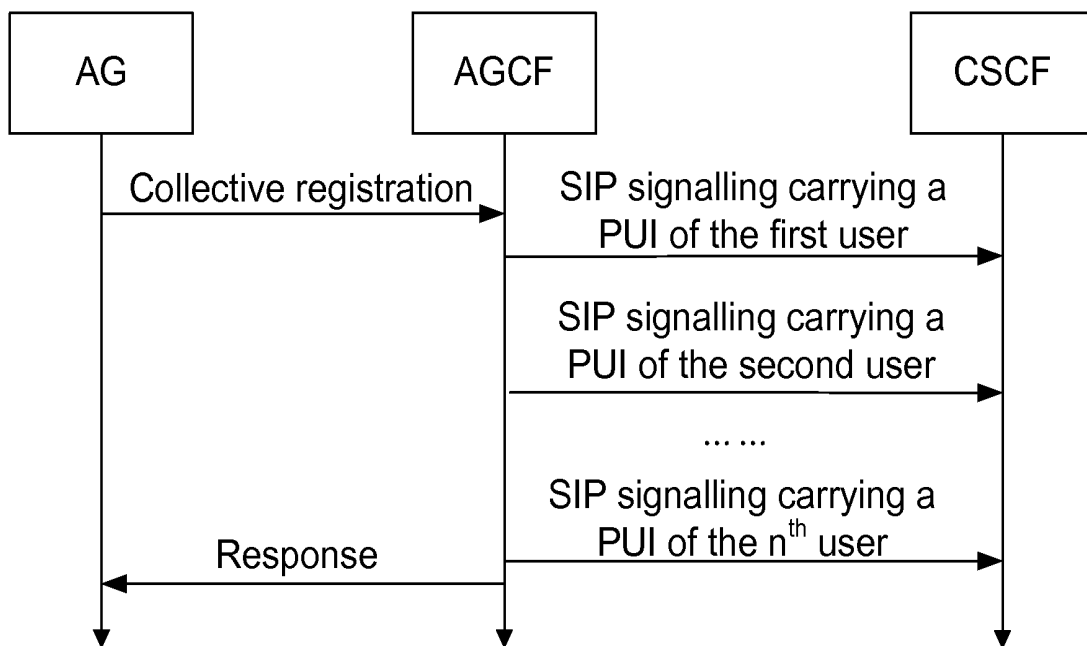 AG
AGCF
CSCF
Collective registration
SIP signalling carrying a
PUI of the first user
SIP signalling carrying a
PUI of the second user
... ...
SIP signalling carrying a
PUI of the nth user
Response